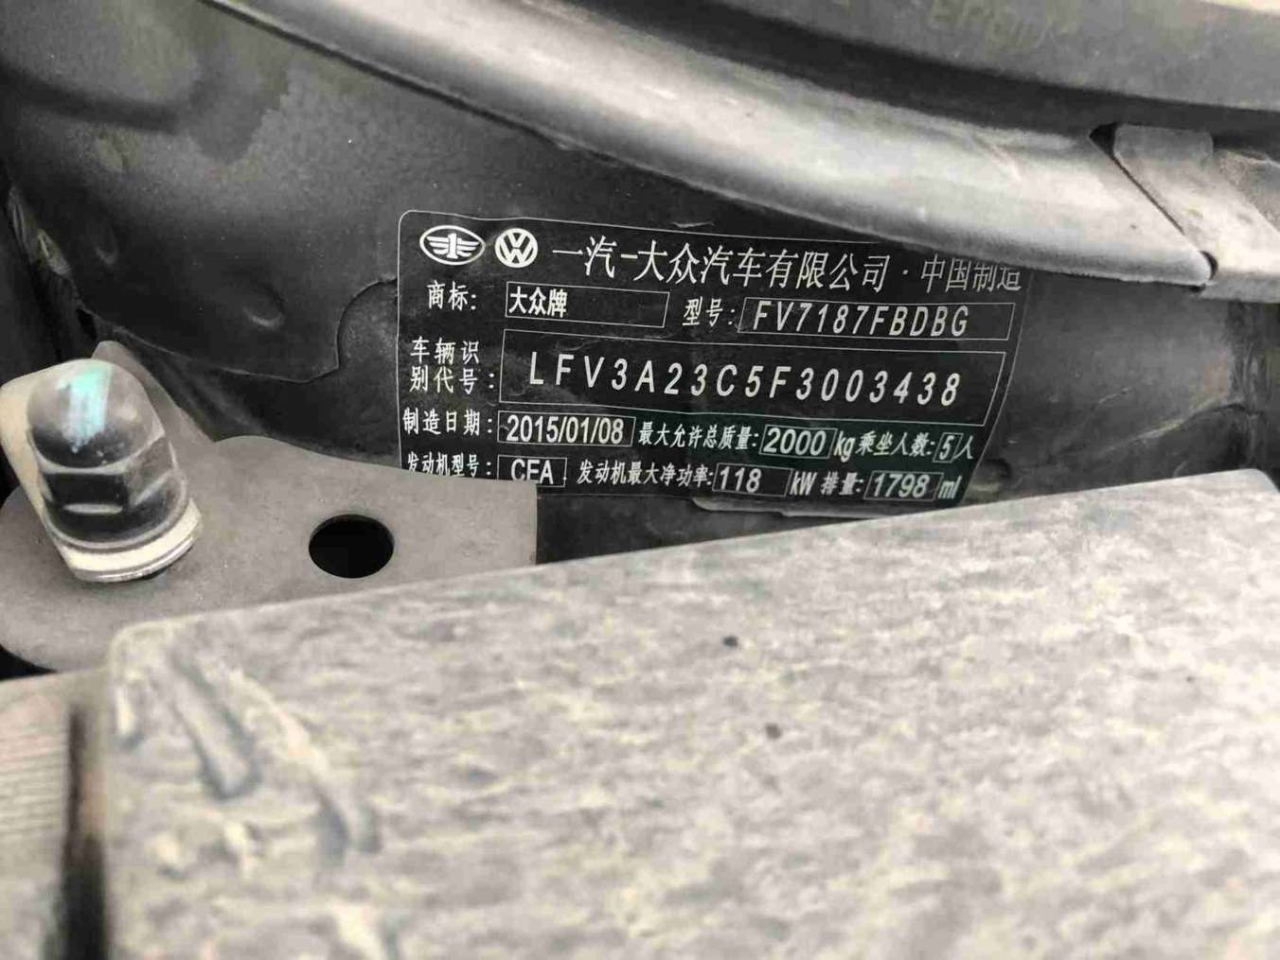 一汽-大众汽车有限公司·中国制造
商标: 大众牌 型号: FV7187FBDBG
车辆识
别代号: LFV3A23C5F3003438
制造日期: 2015/01/08 最大允许总质量: 2000 kg 乘坐人数: 5 人
发动机型号: CEA 发动机最大净功率: 118 kW 排量: 1798 ml